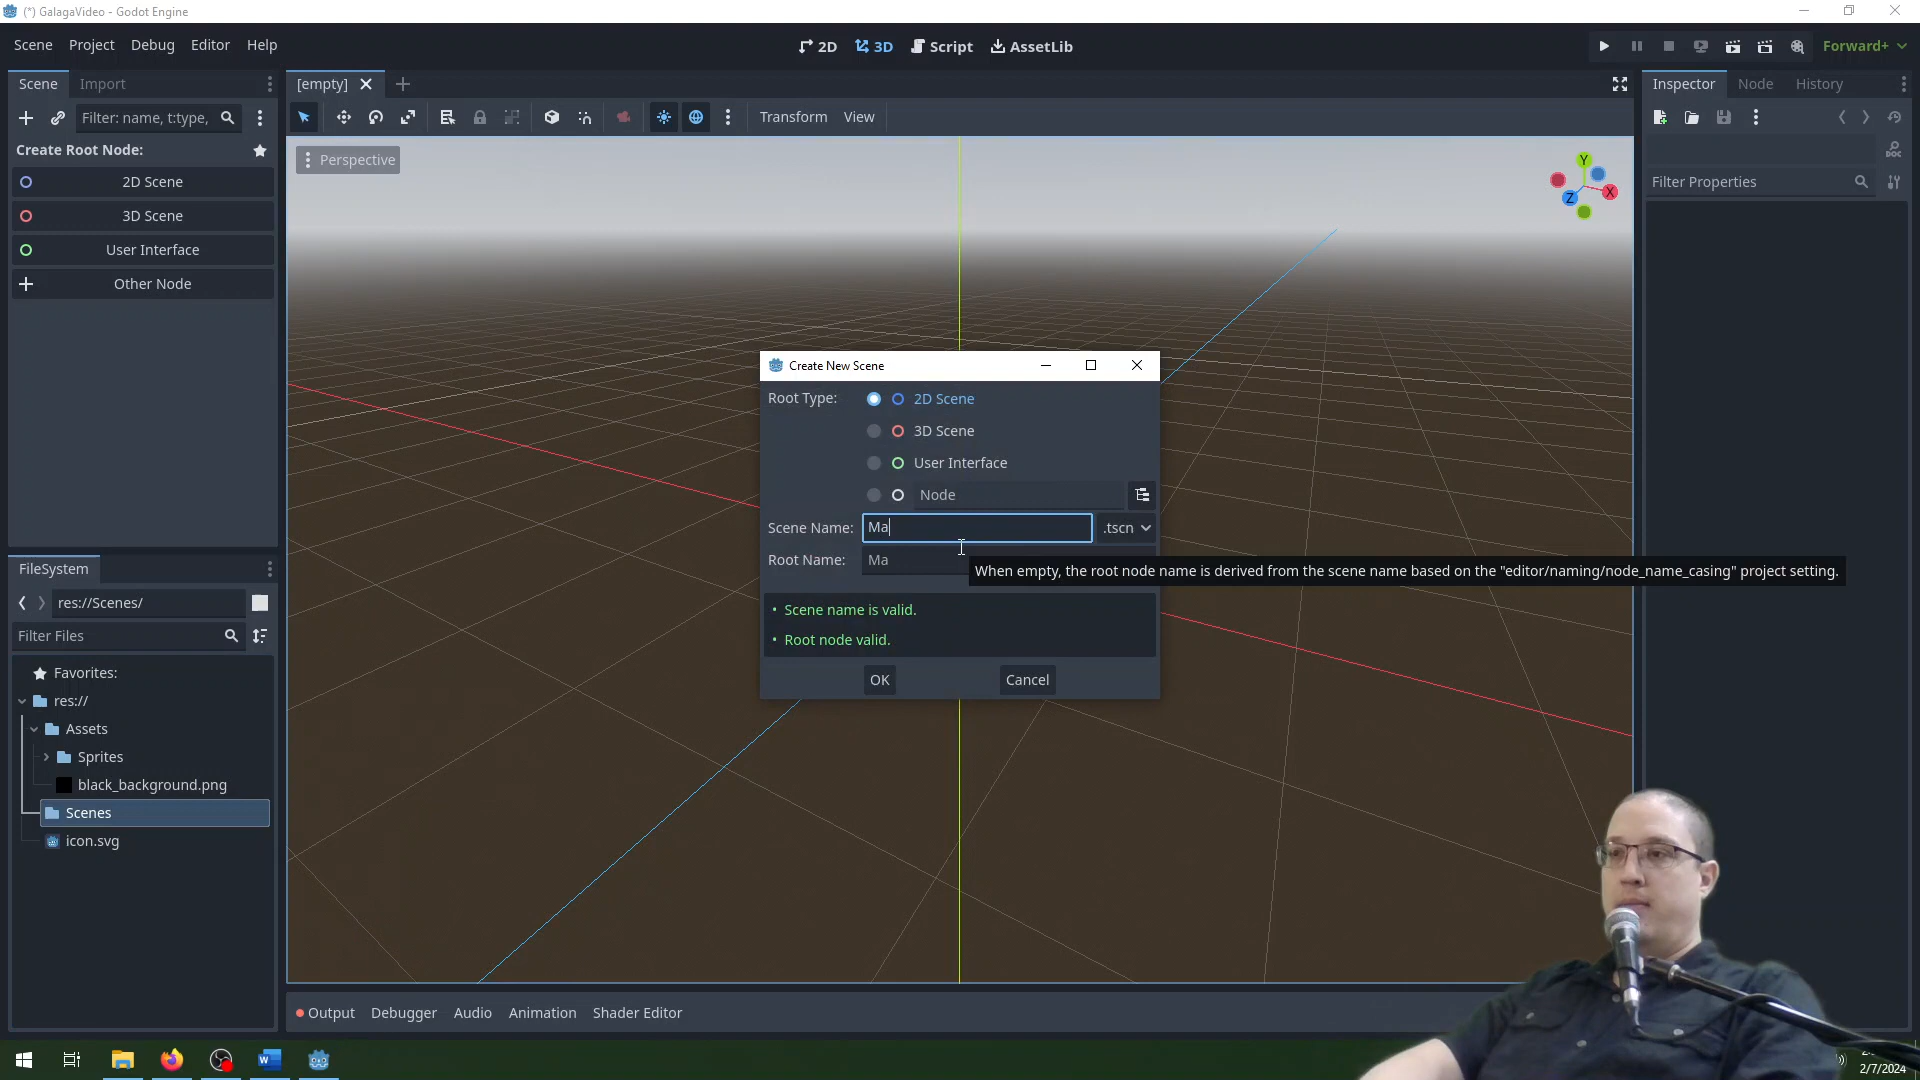 (*) GalagaVideo - Godot Engine
Scene Project Debug Editor Help
2D 3D Script AssetLib
Forward+
Scene Import
[empty]
Inspector Node History
Filter: name, t:type,
Transform View
Create Root Node:
Perspective
Y
X
Z
DOC
2D Scene
Filter Properties
3D Scene
User Interface
Other Node
Create New Scene
Root Type:
2D Scene
3D Scene
User Interface
Node
Scene Name: Ma .tscn
Root Name: Ma
When empty, the root node name is derived from the scene name based on the "editor/naming/node_name_casing" project setting.
• Scene name is valid.
• Root node valid.
OK Cancel
FileSystem
res://Scenes/
Filter Files
Favorites:
res://
Assets
Sprites
black_background.png
Scenes
icon.svg
Output Debugger Audio Animation Shader Editor
W
2/7/2024